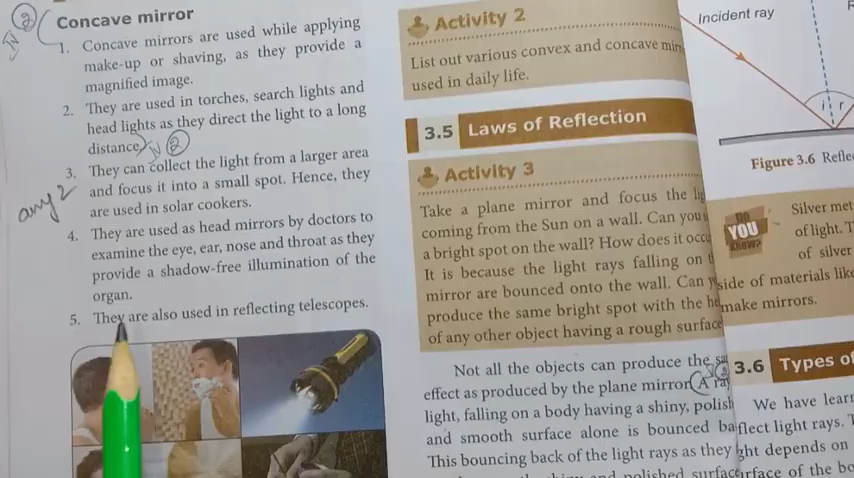 Concave mirror
1. Concave mirrors are used while applying
make-up or shaving, as they provide a
magnified image.
2. They are used in torches, search lights and
head lights as they direct the light to a long
distance.
3. They can collect the light from a larger area
and focus it into a small spot. Hence, they
are used in solar cookers.
any 2
4. They are used as head mirrors by doctors to
examine the eye, ear, nose and throat as they
provide a shadow-free illumination of the
organ.
5. They are also used in reflecting telescopes.
Activity 2
List out various convex and concave
used in daily life.
3.5 Laws of Reflection
Activity 3
Take a plane mirror and focus the
coming from the Sun on a wall. Can you
a bright spot on the wall? How does it
It is because the light rays falling on
mirror are bounced onto the wall. Can
produce the same bright spot with the
of any other object having a rough surface
Not all the objects can produce the
effect as produced by the plane mirror. A
light, falling on a body having a shiny,
and smooth surface alone is bounced
This bouncing back of the light rays as they
and polished
Incident ray
i r
Figure 3.6
DO YOU KNOW?
Silver
of light.
of silver
side of materials like
make mirrors.
3.6 Types of
We have
light rays.
depends on
of the